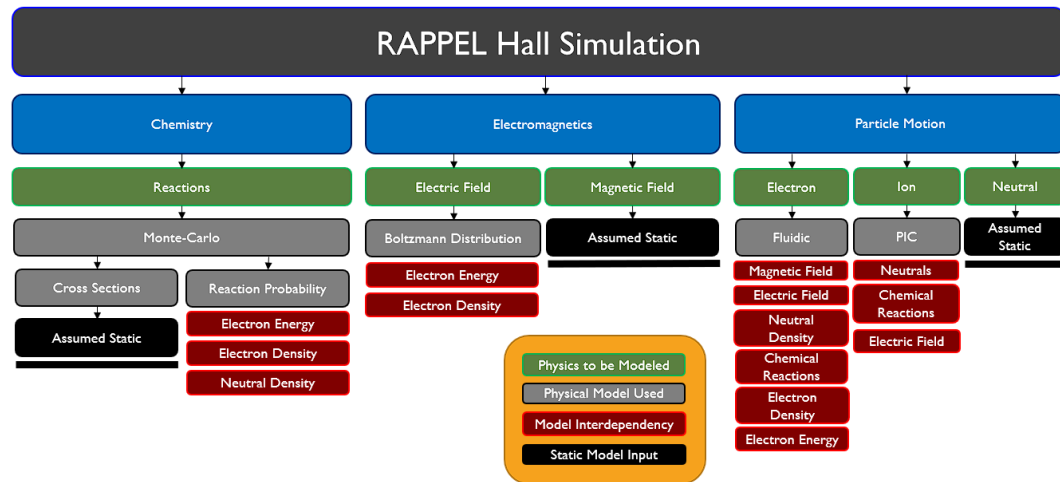 RAPPEL Hall Simulation
Chemistry
Electromagnetics
Particle Motion
Reactions
Electric Field
Magnetic Field
Electron
Ion
Neutral
Monte-Carlo
Boltzmann Distribution
Assumed Static
Fluidic
PIC
Assumed
Static
Cross Sections
Reaction Probability
Electron Energy
Electron Density
Magnetic Field
Electric Field
Neutral
Density
Chemical
Reactions
Electron
Density
Electron Energy
Neutrals
Chemical
Reactions
Electric Field
Assumed Static
Electron Energy
Electron Density
Neutral Density
Physics to be Modeled
Physical Model Used
Model Interdependency
Static Model Input